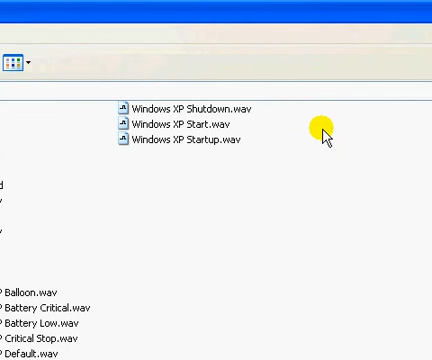 Windows XP Shutdown.wav
Windows XP Start.wav
Windows XP Startup.wav
d
P Balloon.wav
P Battery Critical.wav
P Battery Low.wav
P Critical Stop.wav
P Default.wav